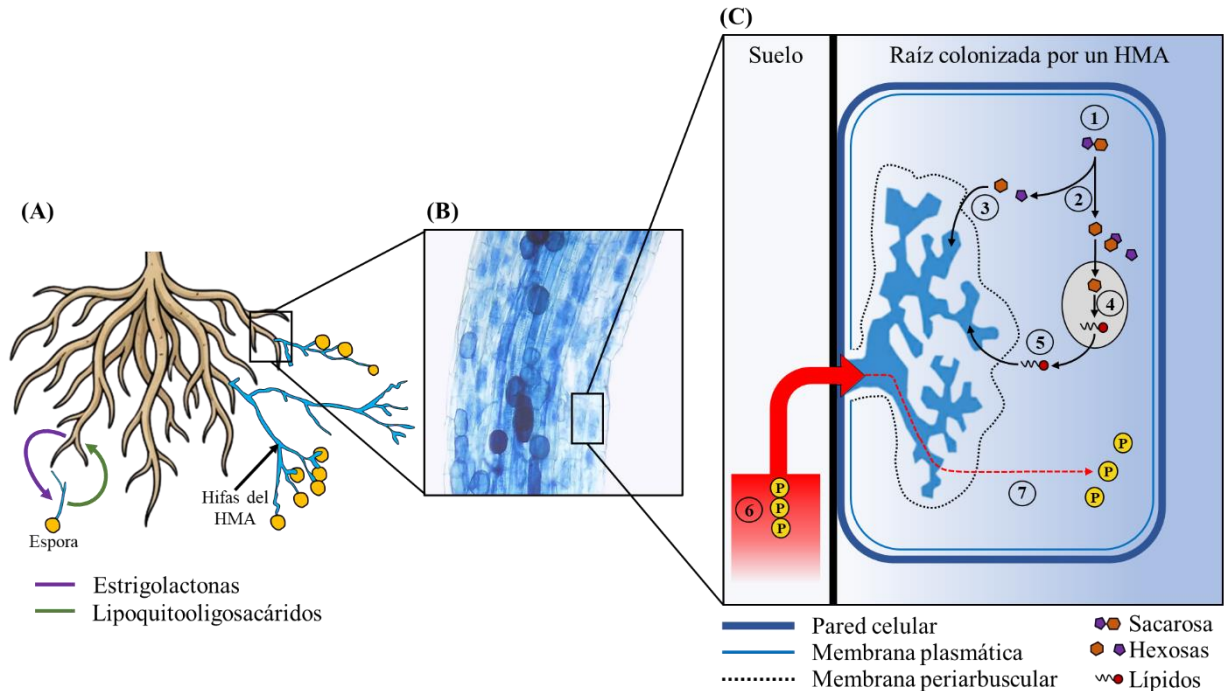 (C)
Suelo
Raíz colonizada por un HMA
1
2
3
4
5
6
P
P
P
7
P
P
P
(A)
(B)
Hifas del
HMA
Espora
Estrigolactonas
Lipoquitooligosacáridos
Pared celular
Membrana plasmática
Membrana periarbuscular
Sacarosa
Hexosas
Lípidos